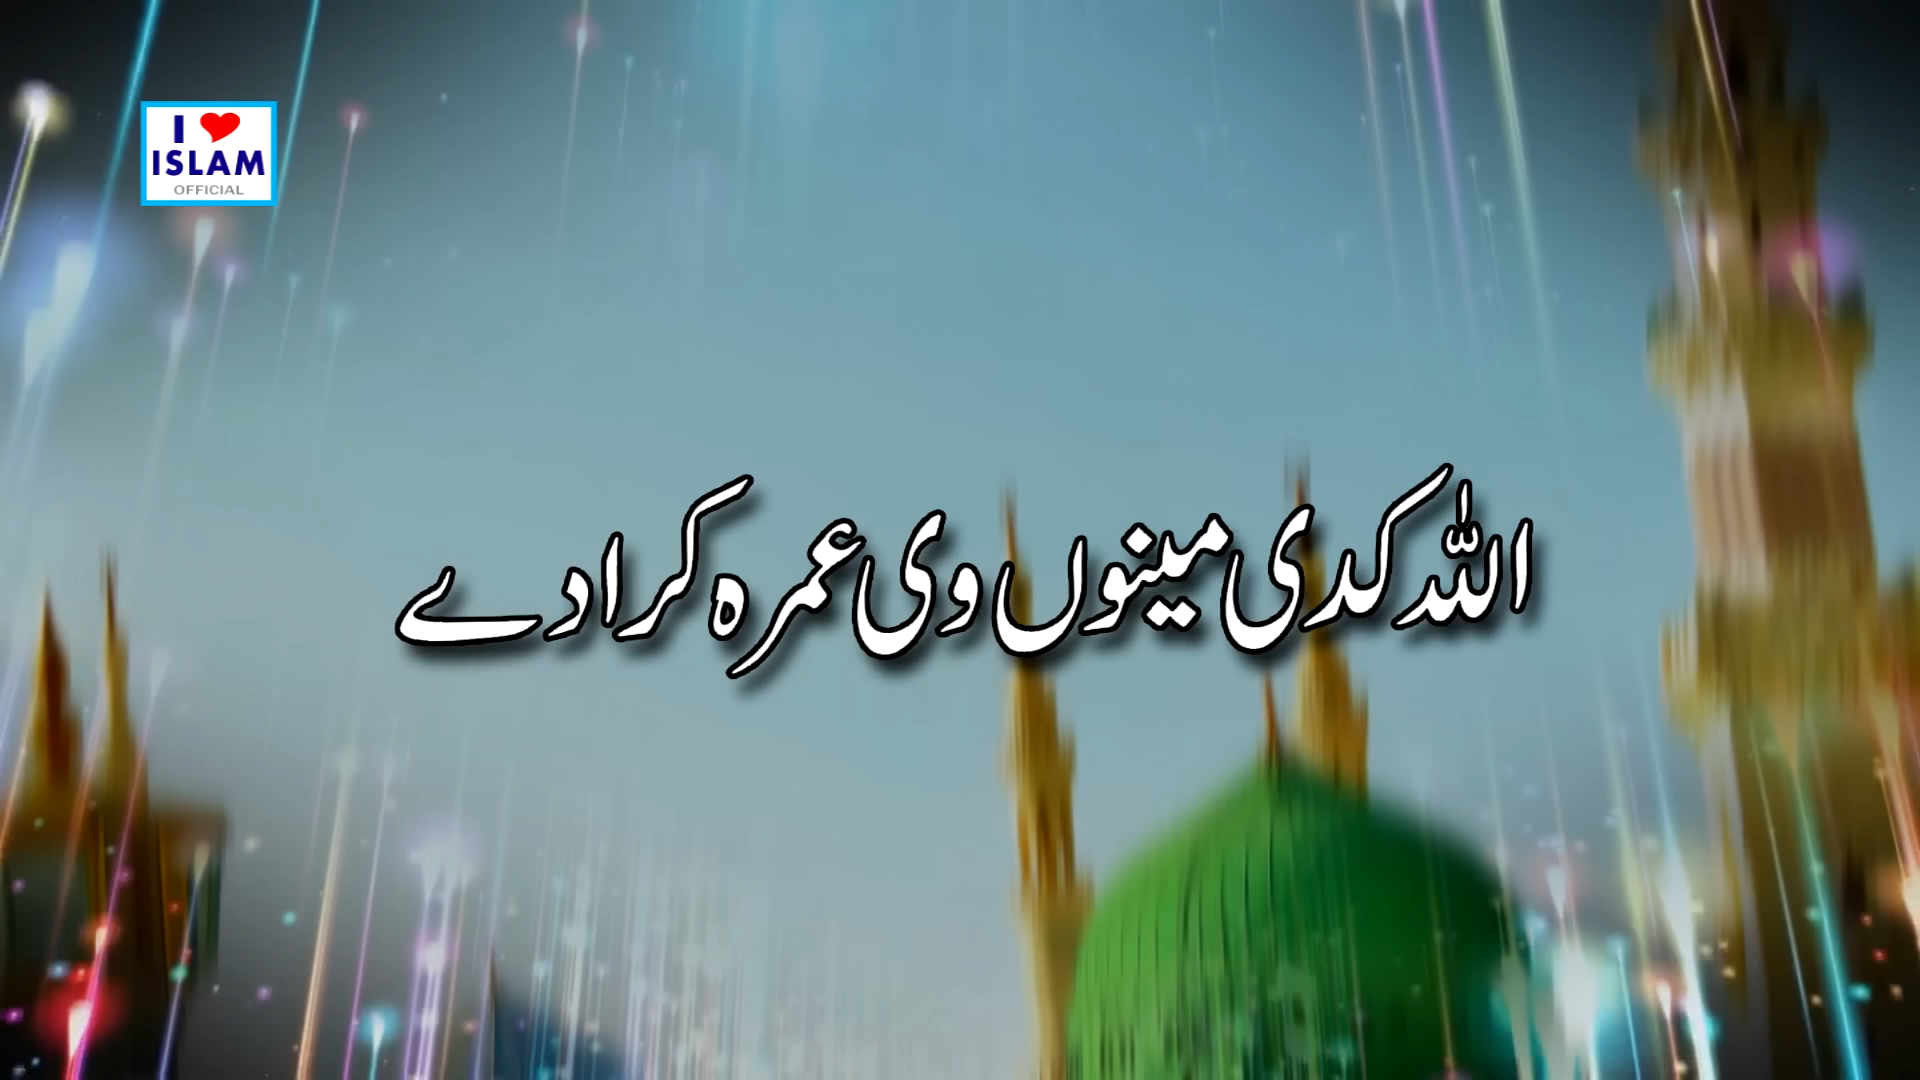 I ❤ ISLAM
OFFICIAL
اللہ کدی مینوں وی عمرہ کرا دے